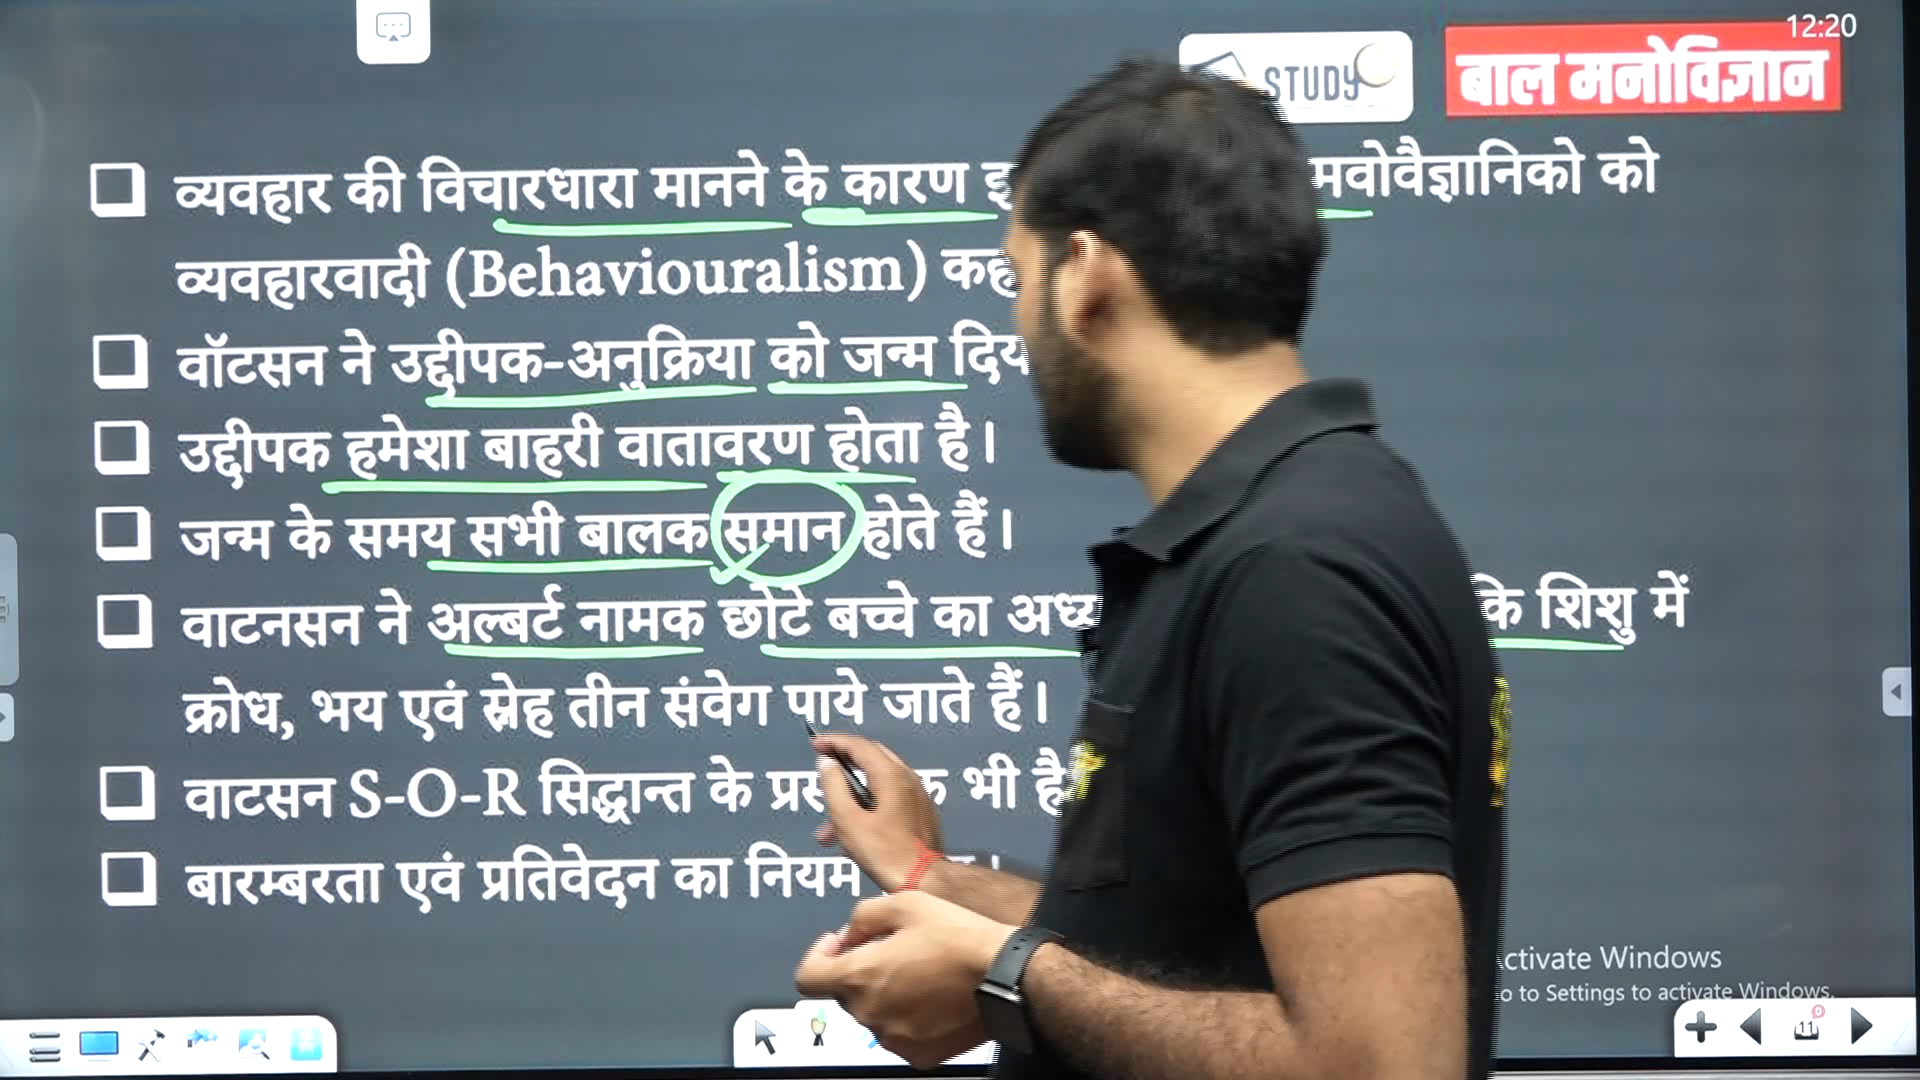 12:20
STUDY
बाल मनोविज्ञान
व्यवहार की विचारधारा मानने के कारण मवोवैज्ञानिको को
व्यवहारवादी (Behaviouralism)
वॉटसन ने उद्दीपक-अनुक्रिया को जन्म
उद्दीपक हमेशा बाहरी वातावरण होता है।
जन्म के समय सभी बालक समान होते हैं।
वाटनसन ने अल्बर्ट नामक छोटे बच्चे का कि शिशु में
क्रोध, भय एवं स्नेह तीन संवेग पाये जाते हैं।
वाटसन S-O-R सिद्धान्त के भी है
बारम्बरता एवं प्रतिवेदन का नियम
ctivate Windows
o to Settings to activate Windows.
11